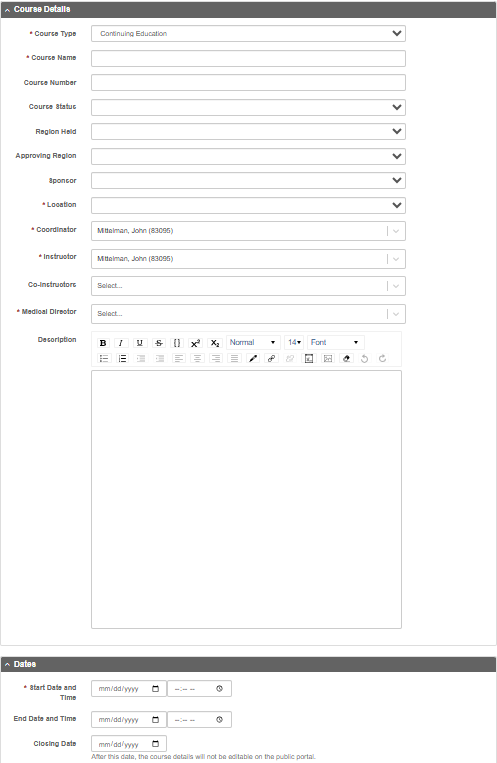 Course Details
* Course Type Continuing Education
* Course Name
Course Number
Course Status
Region Held
Approving Region
Sponsor
* Location
* Coordinator Mittelman, John (83095)
* Instructor Mittelman, John (83095)
Co-Instructors Select...
* Medical Director Select...
Description
B I U S {} X² X₂ Normal 14 Font
Dates
* Start Date and Time mm/dd/yyyy --:-- --
End Date and Time mm/dd/yyyy --:-- --
Closing Date mm/dd/yyyy
After this date, the course details will not be editable on the public portal.